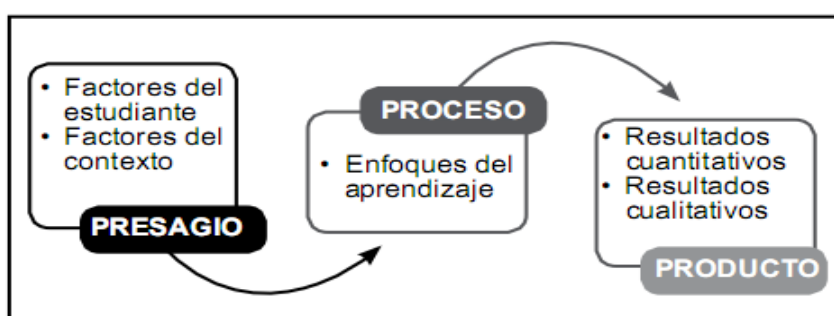 • Factores del
estudiante
• Factores del
contexto
PRESAGIO
PROCESO
• Enfoques del
aprendizaje
• Resultados
cuantitativos
• Resultados
cualitativos
PRODUCTO